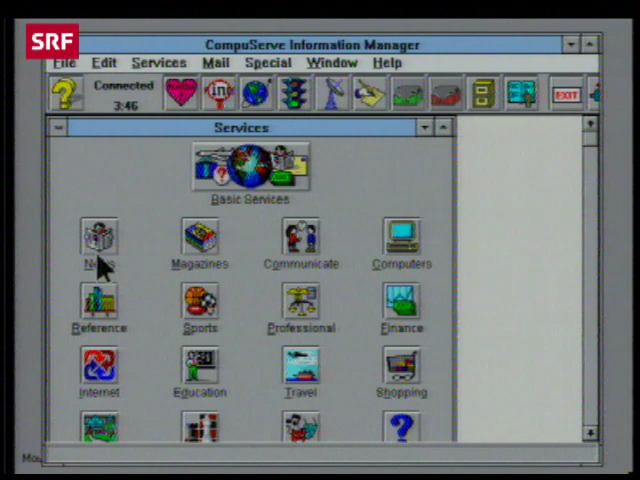 SRF
CompuServe Information Manager
File Edit Services Mail Special Window Help
Connected
3:46
EXIT
Services
Basic Services
News
Magazines
Communicate
Computers
Reference
Sports
Professional
Finance
Internet
Education
Travel
Shopping